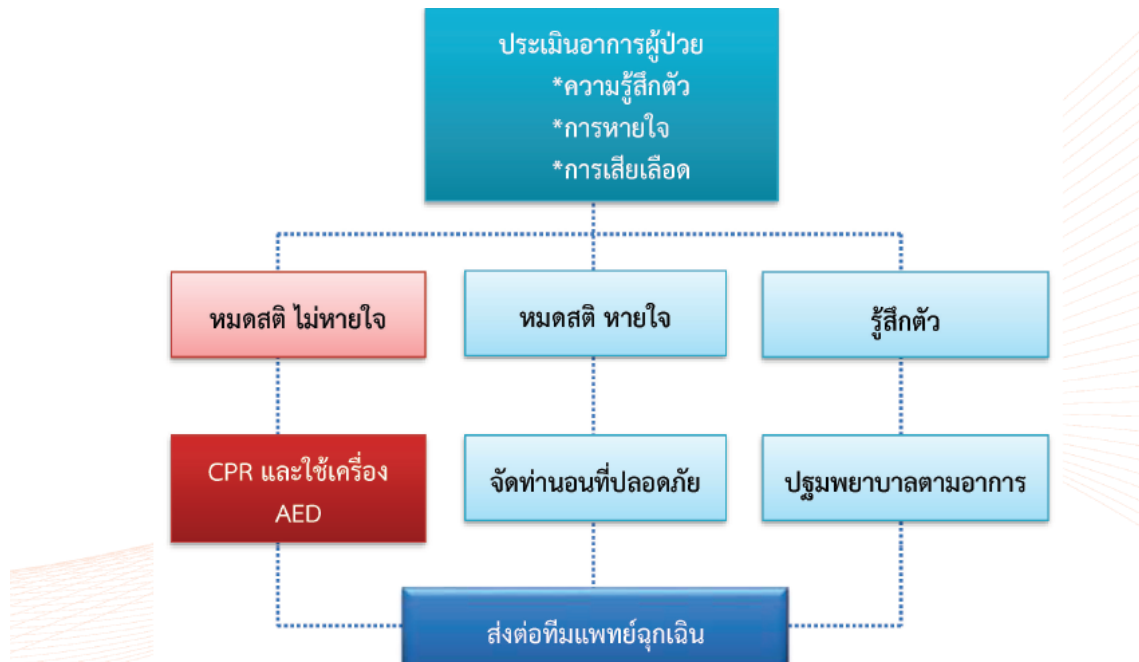 ประเมินอาการผู้ป่วย
*ความรู้สึกตัว
*การหายใจ
*การเสียเลือด
หมดสติ ไม่หายใจ
หมดสติ หายใจ
รู้สึกตัว
CPR และใช้เครื่อง
AED
จัดท่านอนที่ปลอดภัย
ปฐมพยาบาลตามอาการ
ส่งต่อทีมแพทย์ฉุกเฉิน